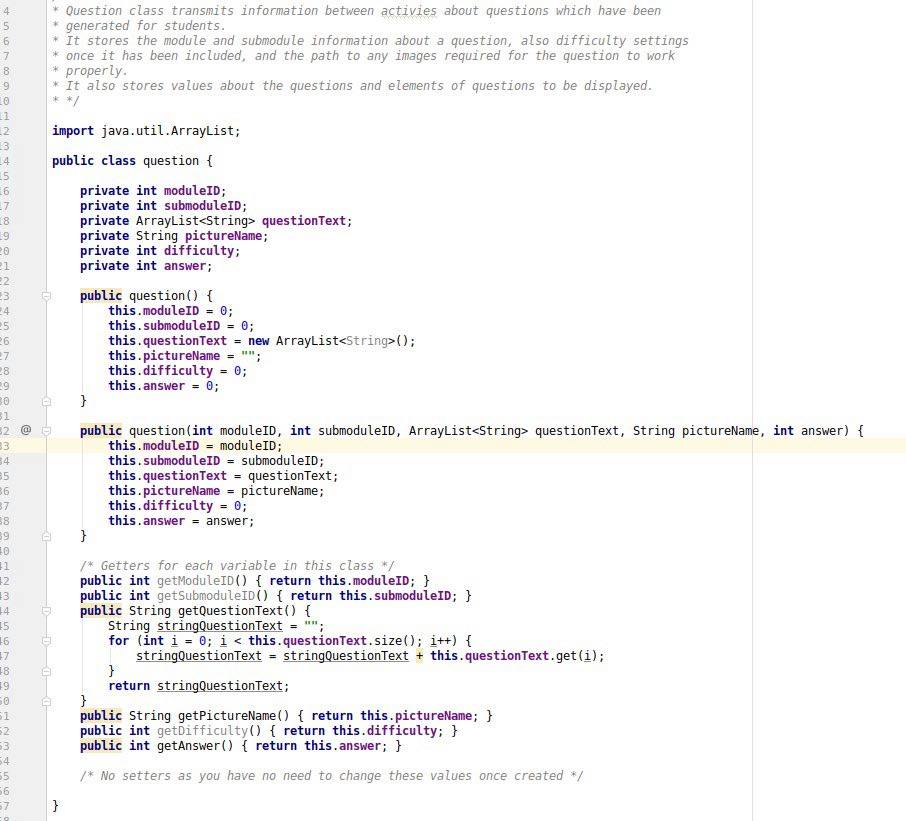 4 * Question class transmits information between activies about questions which have been
5 * generated for students.
6 * It stores the module and submodule information about a question, also difficulty settings
7 * once it has been included, and the path to any images required for the question to work
8 * properly.
9 * It also stores values about the questions and elements of questions to be displayed.
10 * */
11
12 import java.util.ArrayList;
13
14 public class question {
15
16 private int moduleID;
17 private int submoduleID;
18 private ArrayList<String> questionText;
19 private String pictureName;
20 private int difficulty;
21 private int answer;
22
23 public question() {
24 this.moduleID = 0;
25 this.submoduleID = 0;
26 this.questionText = new ArrayList<String>();
27 this.pictureName = "";
28 this.difficulty = 0;
29 this.answer = 0;
30 }
31
32 @ public question(int moduleID, int submoduleID, ArrayList<String> questionText, String pictureName, int answer) {
33 this.moduleID = moduleID;
34 this.submoduleID = submoduleID;
35 this.questionText = questionText;
36 this.pictureName = pictureName;
37 this.difficulty = 0;
38 this.answer = answer;
39 }
40
41 /* Getters for each variable in this class */
42 public int getModuleID() { return this.moduleID; }
43 public int getSubmoduleID() { return this.submoduleID; }
44 public String getQuestionText() {
45 String stringQuestionText = "";
46 for (int i = 0; i < this.questionText.size(); i++) {
47 stringQuestionText = stringQuestionText + this.questionText.get(i);
48 }
49 return stringQuestionText;
50 }
51 public String getPictureName() { return this.pictureName; }
52 public int getDifficulty() { return this.difficulty; }
53 public int getAnswer() { return this.answer; }
54
55 /* No setters as you have no need to change these values once created */
56
57 }